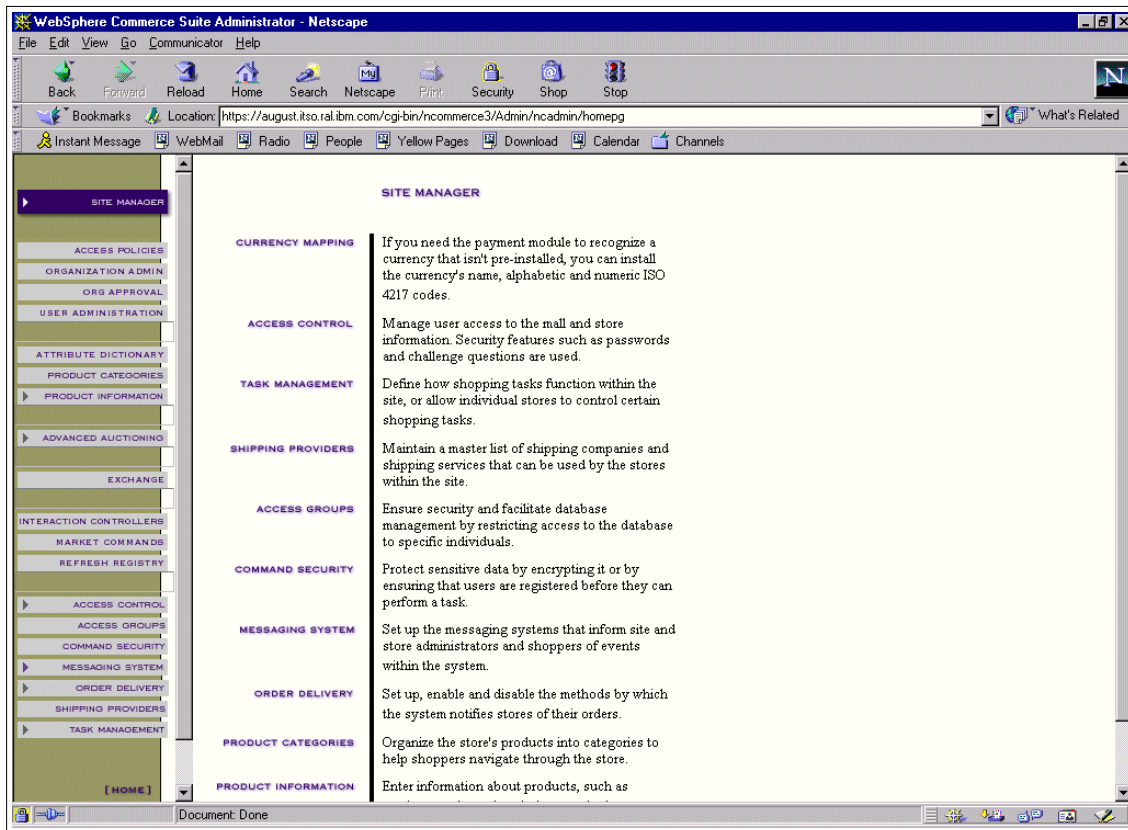 WebSphere Commerce Suite Administrator - Netscape
File Edit View Go Communicator Help
Back Forward Reload Home Search Netscape Print Security Shop Stop
My
N
Bookmarks Location: https://august.itso.ral.ibm.com/cgi-bin/ncommerce3/Admin/ncadmin/homepg What's Related
Instant Message WebMail Radio People Yellow Pages Download Calendar Channels
SITE MANAGER
ACCESS POLICIES
ORGANIZATION ADMIN
ORG APPROVAL
USER ADMINISTRATION
ATTRIBUTE DICTIONARY
PRODUCT CATEGORIES
PRODUCT INFORMATION
ADVANCED AUCTIONING
EXCHANGE
INTERACTION CONTROLLERS
MARKET COMMANDS
REFRESH REGISTRY
ACCESS CONTROL
ACCESS GROUPS
COMMAND SECURITY
MESSAGING SYSTEM
ORDER DELIVERY
SHIPPING PROVIDERS
TASK MANAGEMENT
[HOME]
SITE MANAGER
CURRENCY MAPPING
If you need the payment module to recognize a
currency that isn't pre-installed, you can install
the currency's name, alphabetic and numeric ISO
4217 codes.
ACCESS CONTROL
Manage user access to the mall and store
information. Security features such as passwords
and challenge questions are used.
TASK MANAGEMENT
Define how shopping tasks function within the
site, or allow individual stores to control certain
shopping tasks.
SHIPPING PROVIDERS
Maintain a master list of shipping companies and
shipping services that can be used by the stores
within the site.
ACCESS GROUPS
Ensure security and facilitate database
management by restricting access to the database
to specific individuals.
COMMAND SECURITY
Protect sensitive data by encrypting it or by
ensuring that users are registered before they can
perform a task.
MESSAGING SYSTEM
Set up the messaging systems that inform site and
store administrators and shoppers of events
within the system.
ORDER DELIVERY
Set up, enable and disable the methods by which
the system notifies stores of their orders.
PRODUCT CATEGORIES
Organize the store's products into categories to
help shoppers navigate through the store.
PRODUCT INFORMATION
Enter information about products, such as
Document: Done